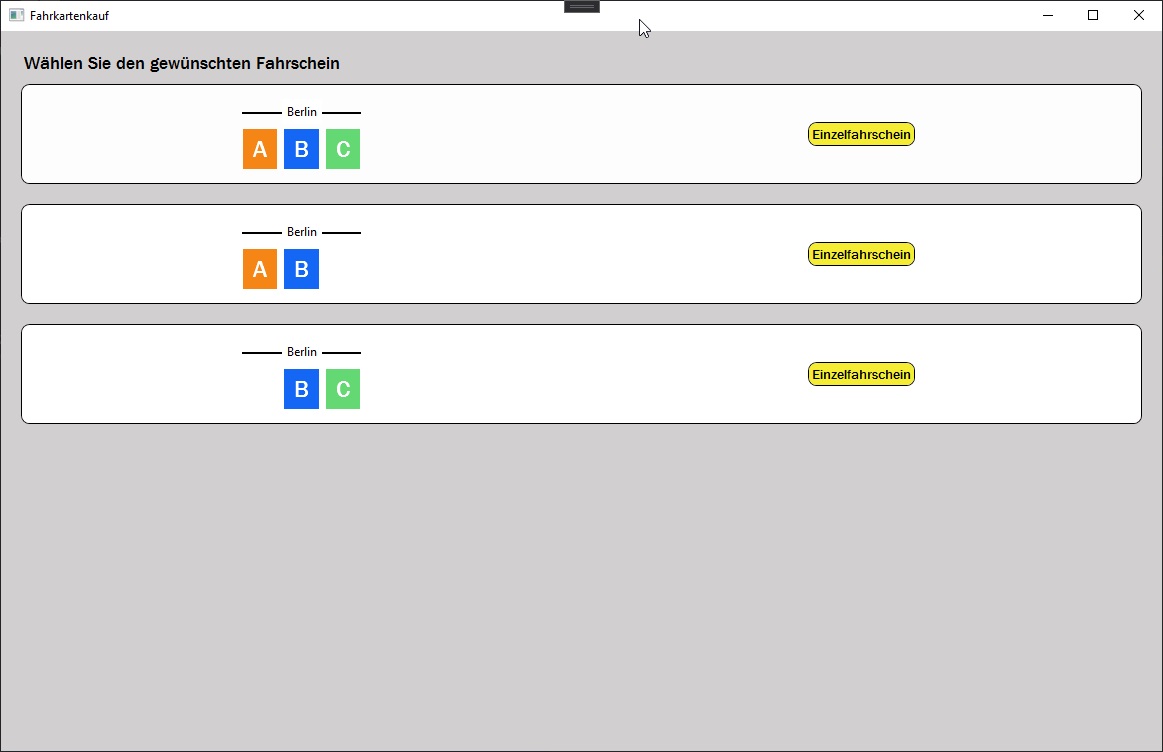 Fahrkartenkauf
Wählen Sie den gewünschten Fahrschein
Berlin
A B C
Einzelfahrschein
Berlin
A B
Einzelfahrschein
Berlin
B C
Einzelfahrschein